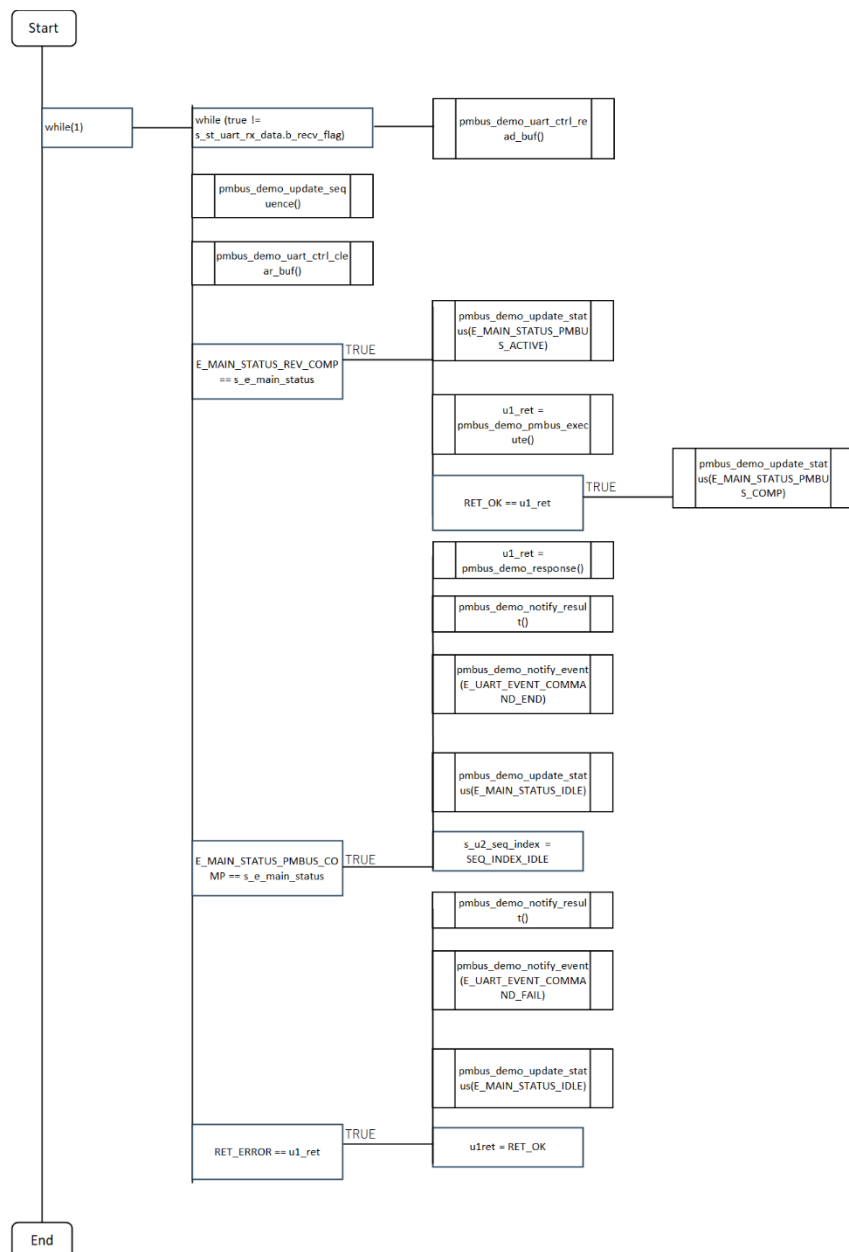 Start
while(1)
while (true !=
s_st_uart_rx_data.b_recv_flag)
pmbus_demo_uart_ctrl_re
ad_buf()
pmbus_demo_update_seq
uence()
pmbus_demo_uart_ctrl_cle
ar_buf()
E_MAIN_STATUS_REV_COMP
== s_e_main_status
TRUE
pmbus_demo_update_stat
us(E_MAIN_STATUS_PMBU
S_ACTIVE)
u1_ret =
pmbus_demo_pmbus_exec
ute()
RET_OK == u1_ret
TRUE
pmbus_demo_update_stat
us(E_MAIN_STATUS_PMBU
S_COMP)
E_MAIN_STATUS_PMBUS_CO
MP == s_e_main_status
TRUE
u1_ret =
pmbus_demo_response()
pmbus_demo_notify_resul
t()
pmbus_demo_notify_event
(E_UART_EVENT_COMMA
ND_END)
pmbus_demo_update_stat
us(E_MAIN_STATUS_IDLE)
s_u2_seq_index =
SEQ_INDEX_IDLE
RET_ERROR == u1_ret
TRUE
pmbus_demo_notify_resul
t()
pmbus_demo_notify_event
(E_UART_EVENT_COMMA
ND_FAIL)
pmbus_demo_update_stat
us(E_MAIN_STATUS_IDLE)
u1ret = RET_OK
End